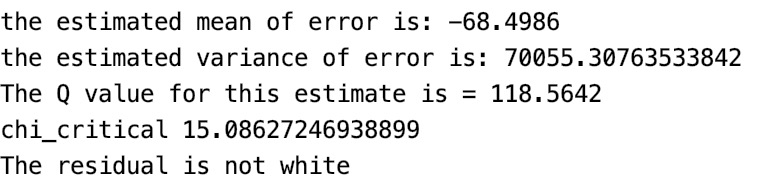 the estimated mean of error is: -68.4986
the estimated variance of error is: 70055.30763533842
The Q value for this estimate is = 118.5642
chi_critical 15.08627246938899
The residual is not white